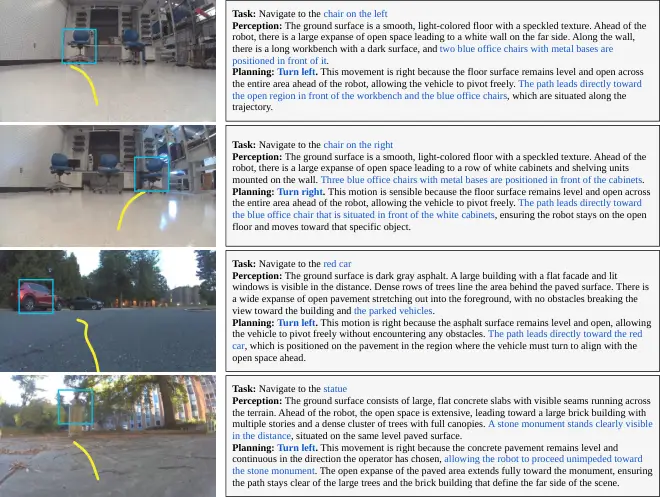 Task: Navigate to the chair on the left
Perception: The ground surface is a smooth, light-colored floor with a speckled texture. Ahead of the
robot, there is a large expanse of open space leading to a white wall on the far side. Along the wall,
there is a long workbench with a dark surface, and two blue office chairs with metal bases are
positioned in front of it.
Planning: Turn left. This movement is right because the floor surface remains level and open across
the entire area ahead of the robot, allowing the vehicle to pivot freely. The path leads directly toward
the open region in front of the workbench and the blue office chairs, which are situated along the
trajectory.
Task: Navigate to the chair on the right
Perception: The ground surface is a smooth, light-colored floor with a speckled texture. Ahead of the
robot, there is a large expanse of open space leading to a row of white cabinets and shelving units
mounted on the wall. Three blue office chairs with metal bases are positioned in front of the cabinets.
Planning: Turn right. This motion is sensible because the floor surface remains level and open across
the entire area ahead of the robot, allowing the vehicle to pivot freely. The path leads directly toward
the blue office chair that is situated in front of the white cabinets, ensuring the robot stays on the open
floor and moves toward that specific object.
Task: Navigate to the red car
Perception: The ground surface is dark gray asphalt. A large building with a flat facade and lit
windows is visible in the distance. Dense rows of trees line the area behind the paved surface. There is
a wide expanse of open pavement stretching out into the foreground, with no obstacles breaking the
view toward the building and the parked vehicles.
Planning: Turn left. This motion is right because the asphalt surface remains level and open, allowing
the vehicle to pivot freely without encountering any obstacles. The path leads directly toward the red
car, which is positioned on the pavement in the region where the vehicle must turn to align with the
open space ahead.
Task: Navigate to the statue
Perception: The ground surface consists of large, flat concrete slabs with visible seams running across
the terrain. Ahead of the robot, the open space is extensive, leading toward a large brick building with
multiple stories and a dense cluster of trees with full canopies. A stone monument stands clearly visible
in the distance, situated on the same level paved surface.
Planning: Turn left. This movement is right because the concrete pavement remains level and
continuous in the direction the operator has chosen, allowing the robot to proceed unimpeded toward
the stone monument. The open expanse of the paved area extends fully toward the monument, ensuring
the path stays clear of the large trees and the brick building that define the far side of the scene.